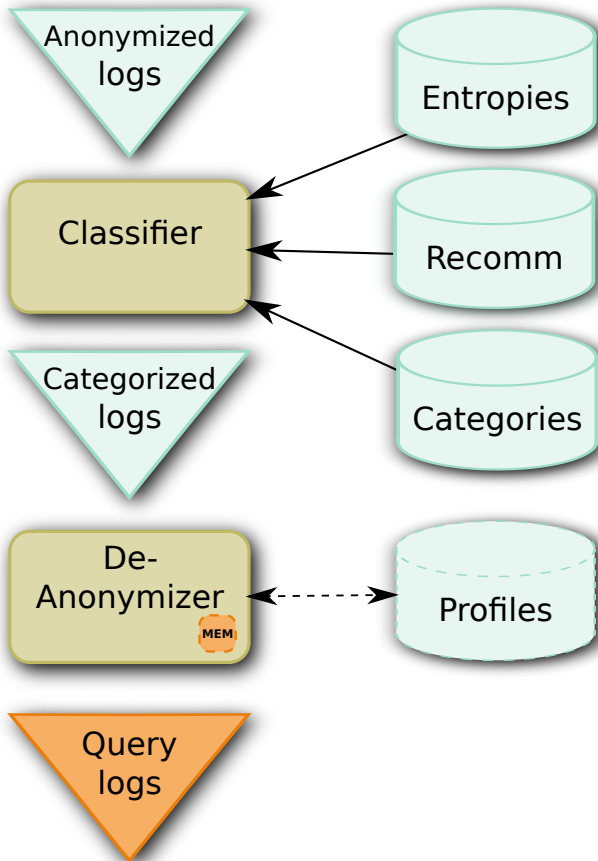 Anonymized
logs
Entropies
Classifier
Recomm
Categorized
logs
Categories
De-
Anonymizer
MEM
Profiles
Query
logs